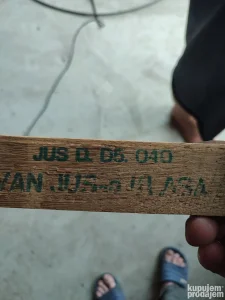 JUS D. D5. 040
VAN JUS-a
kupujem
prodajem